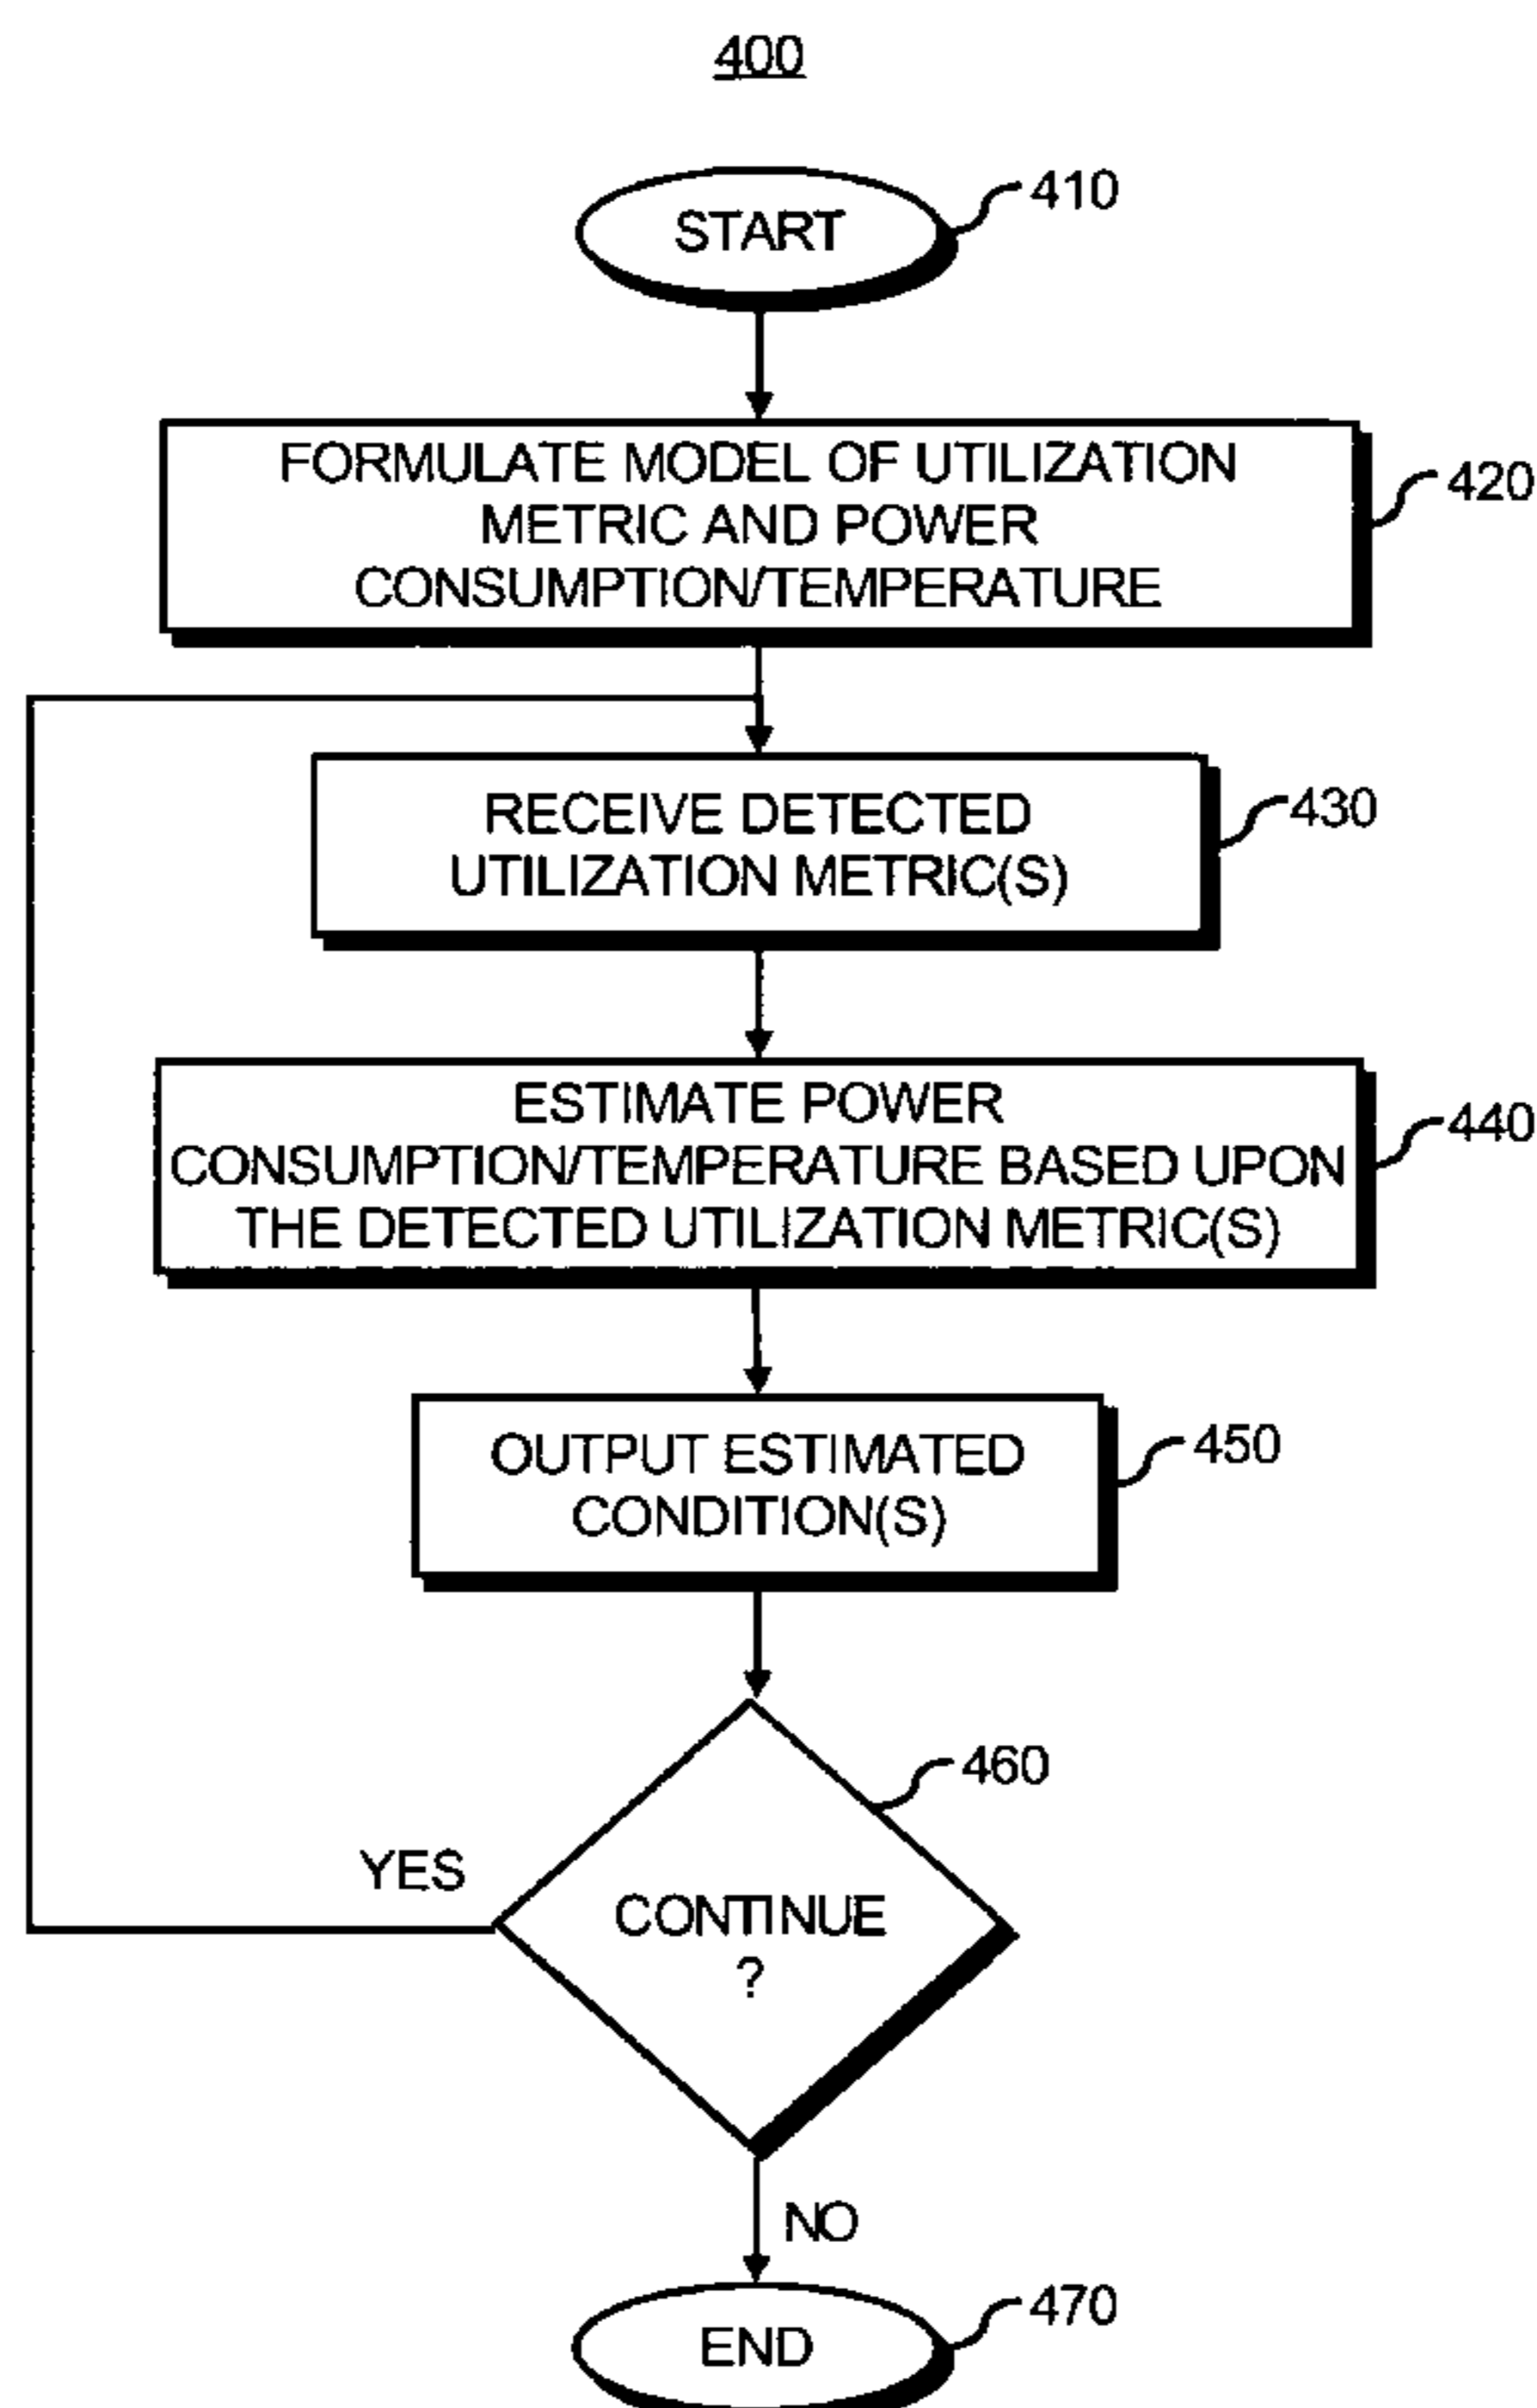 400
START
410
FORMULATE MODEL OF UTILIZATION
METRIC AND POWER
CONSUMPTION/TEMPERATURE
420
RECEIVE DETECTED
UTILIZATION METRIC(S)
430
ESTIMATE POWER
CONSUMPTION/TEMPERATURE BASED UPON
THE DETECTED UTILIZATION METRIC(S)
440
OUTPUT ESTIMATED
CONDITION(S)
450
460
YES
CONTINUE
?
NO
END
470